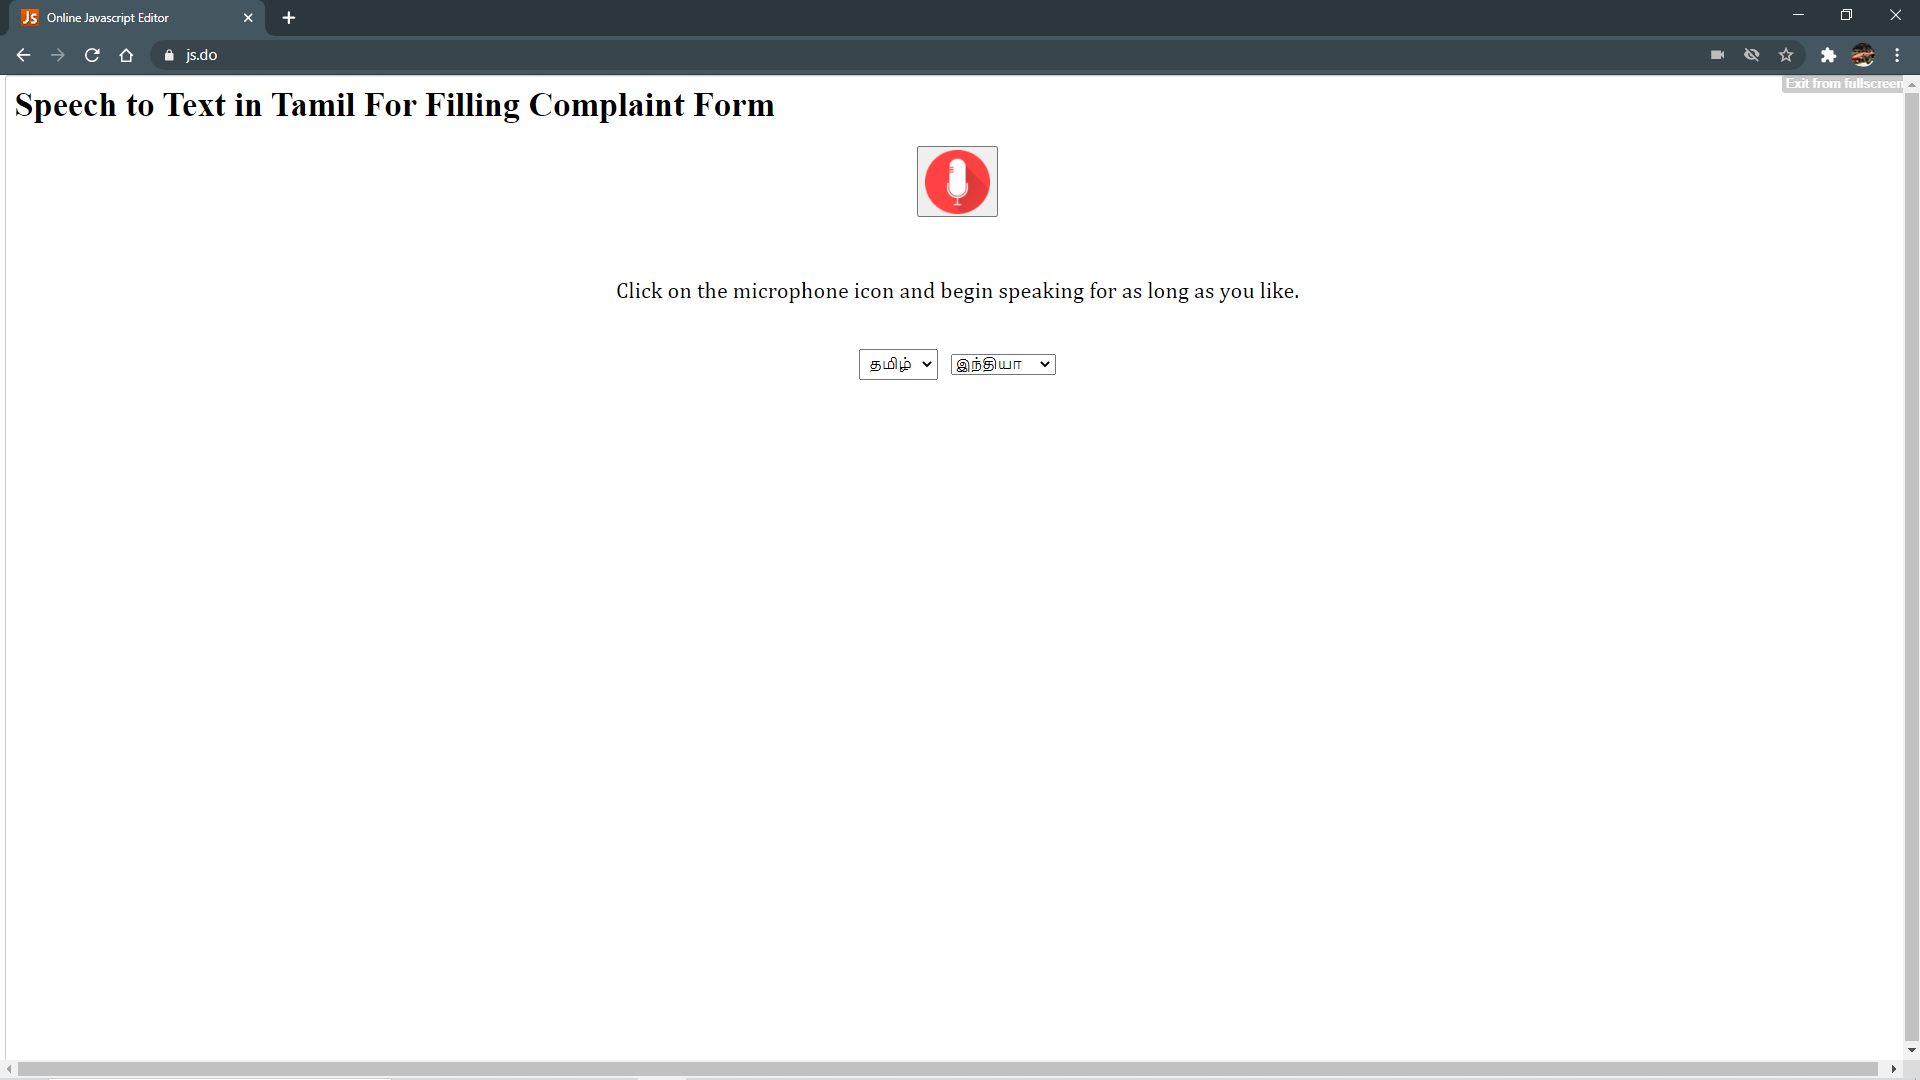 Online Javascript Editor
js.do
Exit from fullscreen
Speech to Text in Tamil For Filling Complaint Form
Click on the microphone icon and begin speaking for as long as you like.
தமிழ் இந்தியா